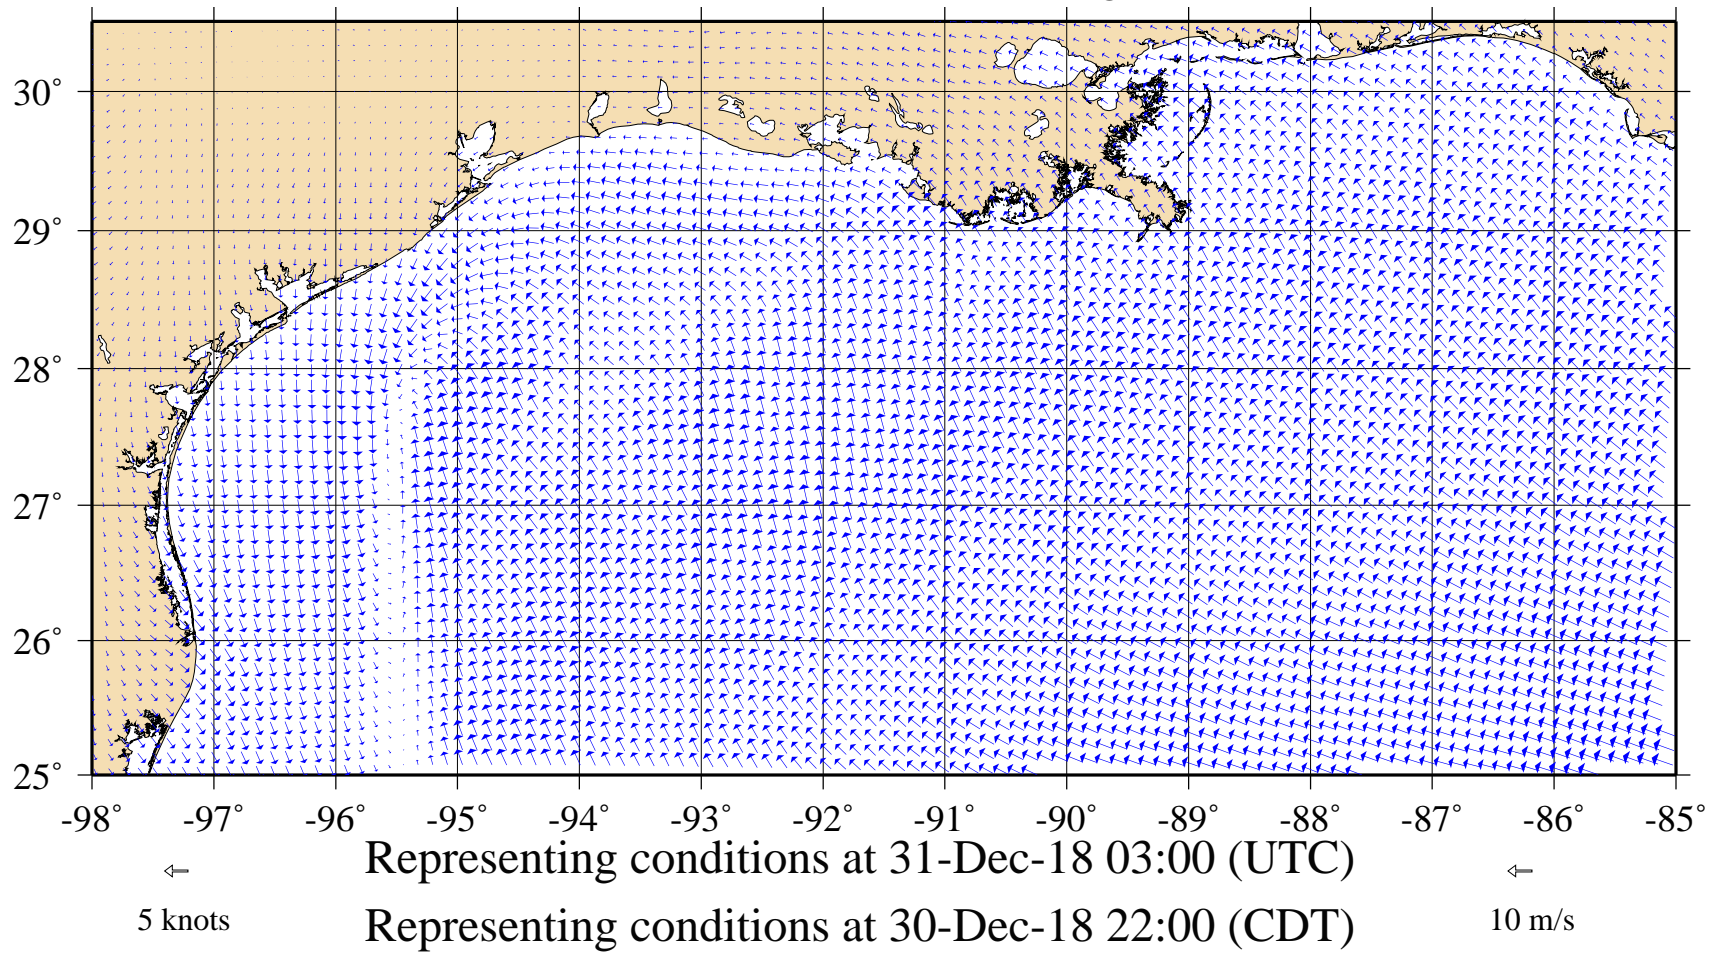 30°
29°
28°
27°
26°
25°
-98° -97° -96° -95° -94° -93° -92° -91° -90° -89° -88° -87° -86° -85°
Representing conditions at 31-Dec-18 03:00 (UTC)
5 knots
Representing conditions at 30-Dec-18 22:00 (CDT)
10 m/s